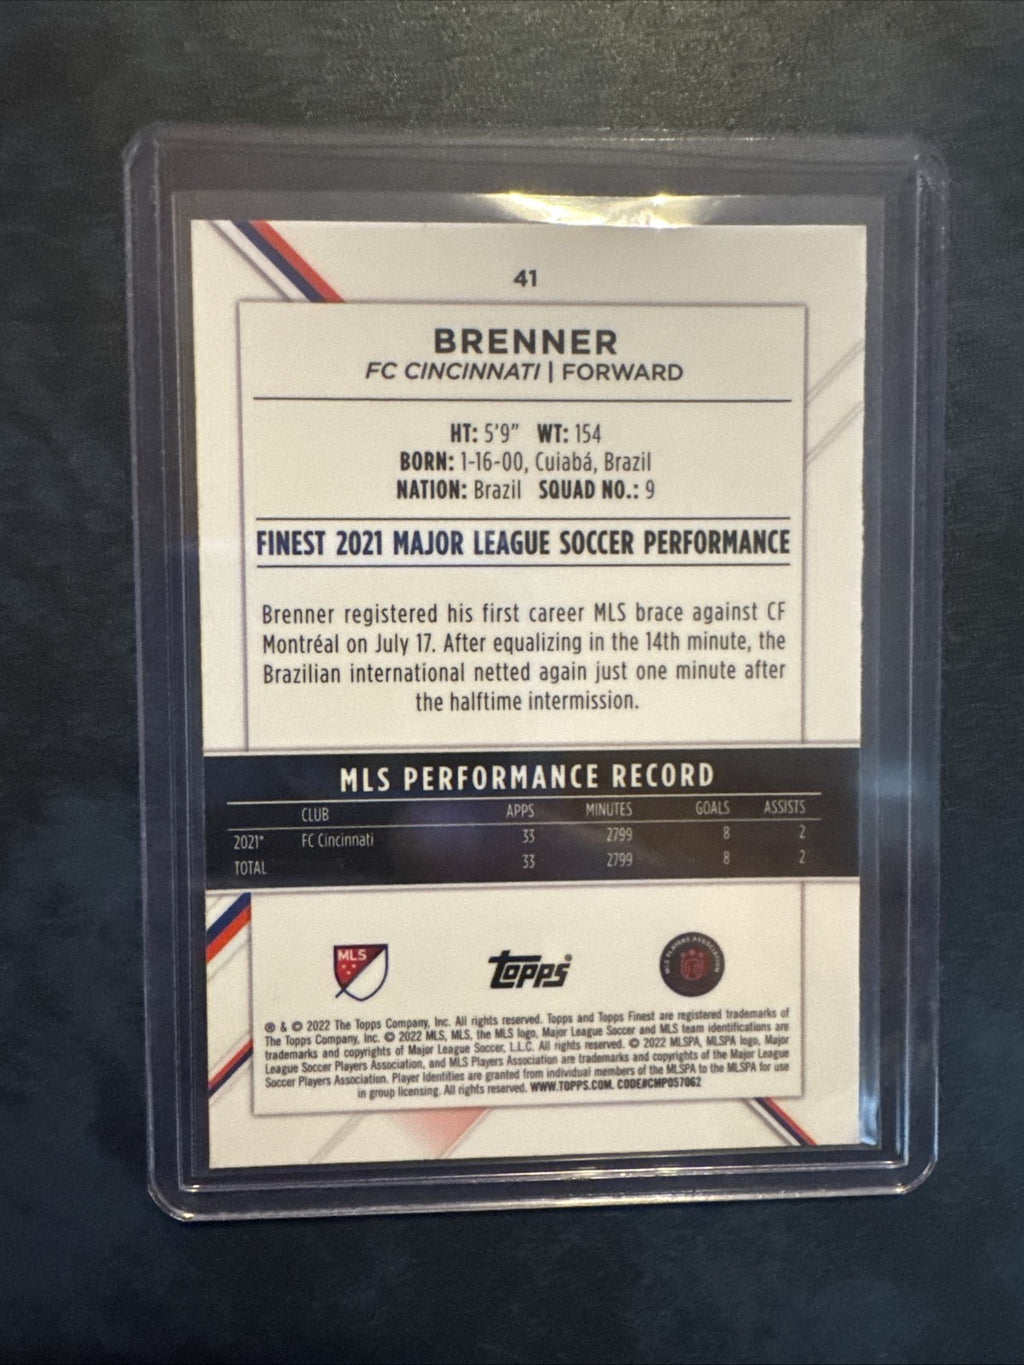 41
BRENNER
FC CINCINNATI | FORWARD
HT: 5'9" WT: 154
BORN: 1-16-00, Cuiabá, Brazil
NATION: Brazil SQUAD NO.: 9
FINEST 2021 MAJOR LEAGUE SOCCER PERFORMANCE
Brenner registered his first career MLS brace against CF
Montréal on July 17. After equalizing in the 14th minute, the
Brazilian international netted again just one minute after
the halftime intermission.
MLS PERFORMANCE RECORD
CLUB APPS MINUTES GOALS ASSISTS
2021* FC Cincinnati 33 2799 8 2
TOTAL 33 2799 8 2
MLS
topps®
MLS PLAYERS ASSOCIATION
® & © 2022 The Topps Company, Inc. All rights reserved. Topps and Topps Finest are registered trademarks of
The Topps Company, Inc. © 2022 MLS, MLS, the MLS logo, Major League Soccer and MLS team identifications are
trademarks and copyrights of Major League Soccer, L.L.C. All rights reserved. © 2022 MLSPA, MLSPA logo, Major
League Soccer Players Association, and MLS Players Association are trademarks and copyrights of the Major League
Soccer Players Association. Player Identities are granted from individual members of the MLSPA to the MLSPA for use
in group licensing. All rights reserved. WWW.TOPPS.COM. CODE#CMP057062